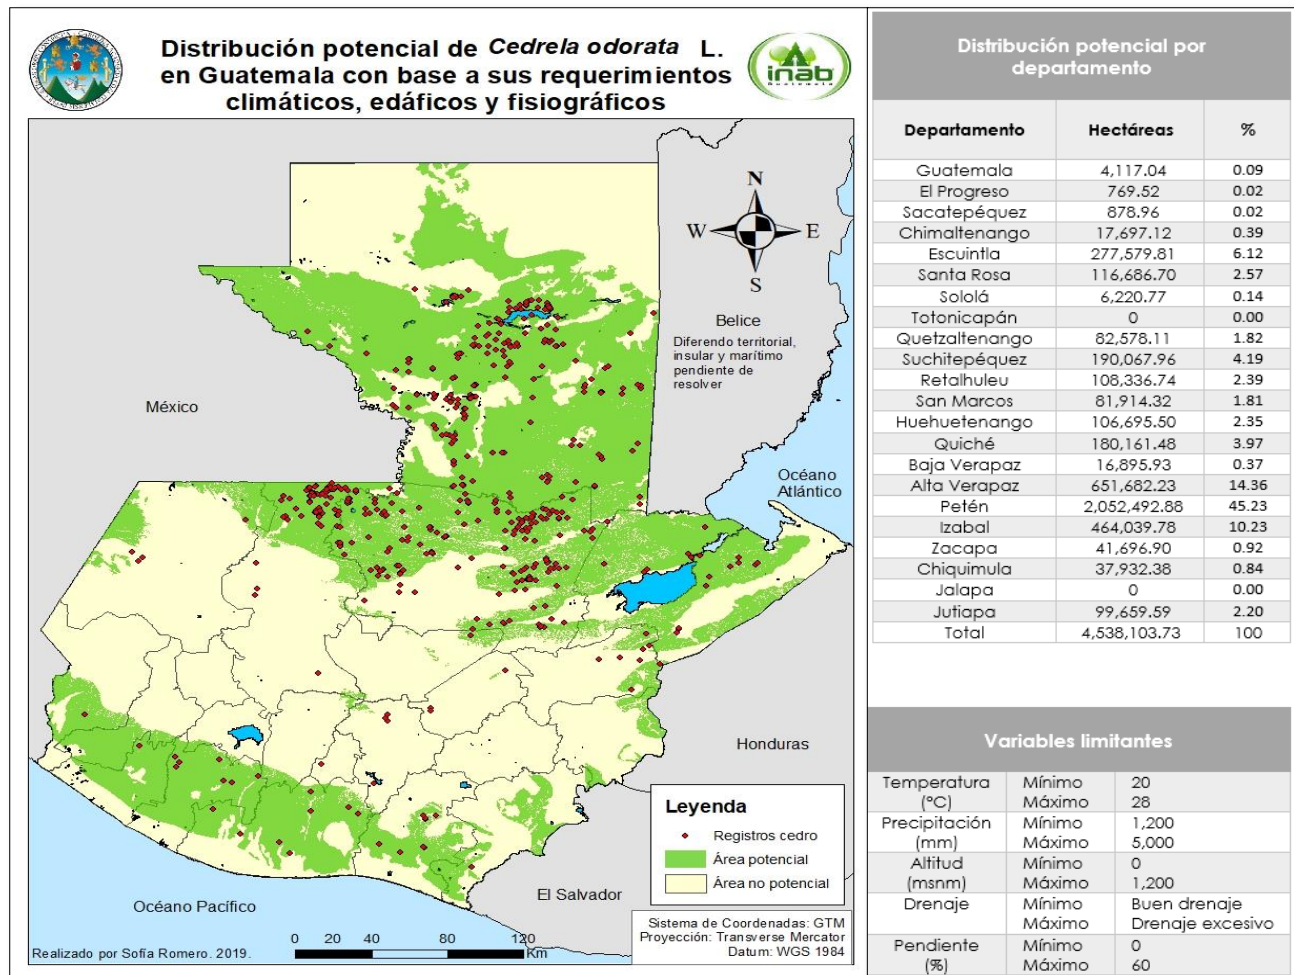 Distribución potencial de Cedrela odorata L.
en Guatemala con base a sus requerimientos
climáticos, edáficos y fisiográficos
inab
Guatemala
N
W E
S
Belice
Diferendo territorial,
insular y marítimo
pendiente de
resolver
México
Océano
Atlántico
Honduras
El Salvador
Océano Pacífico
Leyenda
Registros cedro
Área potencial
Área no potencial
Sistema de Coordenadas: GTM
Proyección: Transverse Mercator
Datum: WGS 1984
Realizado por Sofía Romero. 2019.
0 20 40 80 120
Km
Distribución potencial por
departamento
Departamento Hectáreas %
Guatemala 4,117.04 0.09
El Progreso 769.52 0.02
Sacatepéquez 878.96 0.02
Chimaltenango 17,697.12 0.39
Escuintla 277,579.81 6.12
Santa Rosa 116,686.70 2.57
Sololá 6,220.77 0.14
Totonicapán 0 0.00
Quetzaltenango 82,578.11 1.82
Suchitepéquez 190,067.96 4.19
Retalhuleu 108,336.74 2.39
San Marcos 81,914.32 1.81
Huehuetenango 106,695.50 2.35
Quiché 180,161.48 3.97
Baja Verapaz 16,895.93 0.37
Alta Verapaz 651,682.23 14.36
Petén 2,052,492.88 45.23
Izabal 464,039.78 10.23
Zacapa 41,696.90 0.92
Chiquimula 37,932.38 0.84
Jalapa 0 0.00
Jutiapa 99,659.59 2.20
Total 4,538,103.73 100
Variables limitantes
Temperatura Mínimo 20
(°C) Máximo 28
Precipitación Mínimo 1,200
(mm) Máximo 5,000
Altitud Mínimo 0
(msnm) Máximo 1,200
Drenaje Mínimo Buen drenaje
Máximo Drenaje excesivo
Pendiente Mínimo 0
(%) Máximo 60